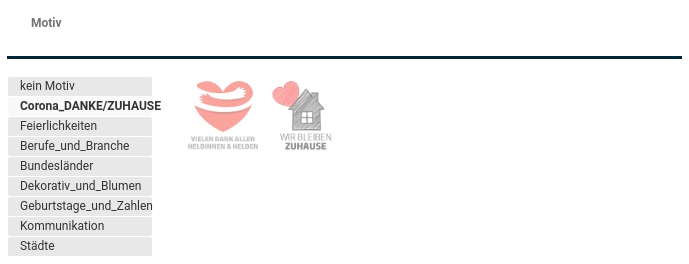 Motiv
kein Motiv
Corona_DANKE/ZUHAUSE
Feierlichkeiten
Berufe_und_Branche
Bundesländer
Dekorativ_und_Blumen
Geburtstage_und_Zahlen
Kommunikation
Städte
VIELEN DANK ALLEN
HELDINNEN & HELDEN
WIR BLEIBEN
ZUHAUSE